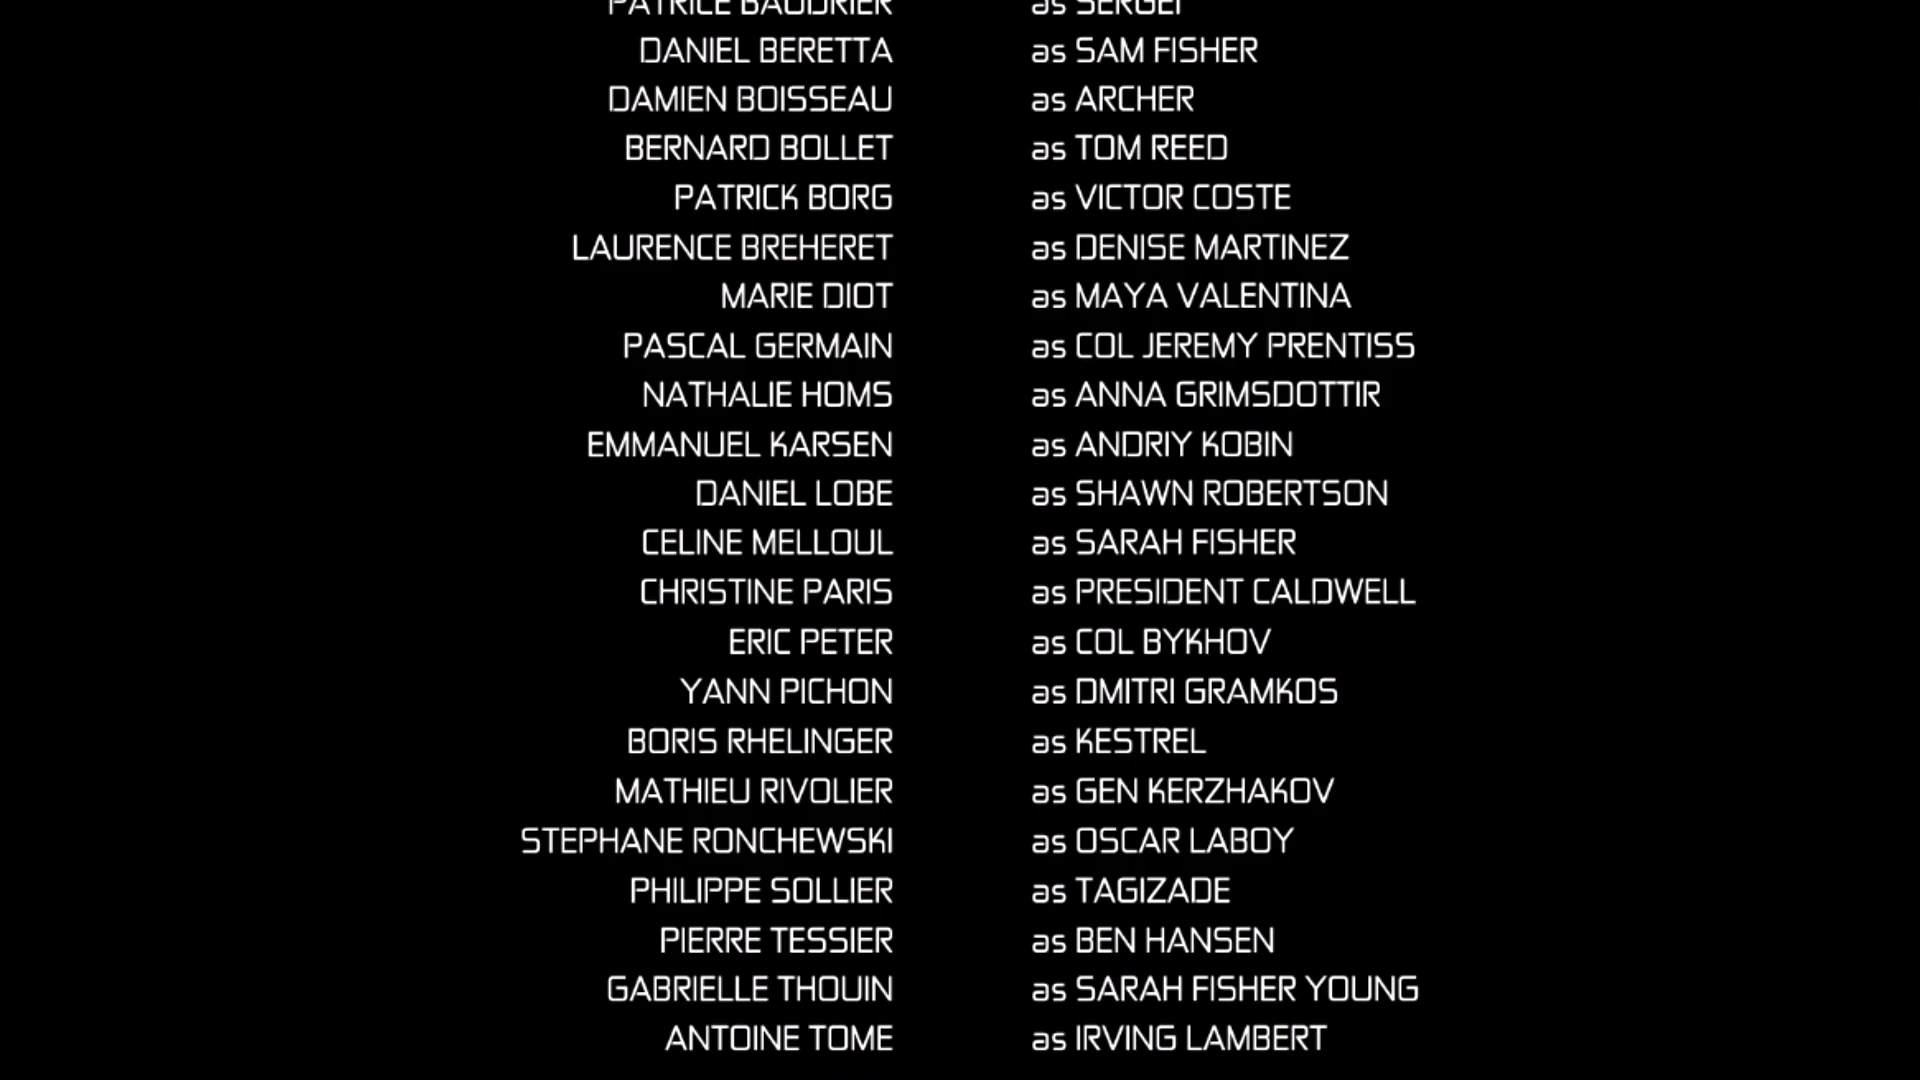 PATRICE BAUDRIER as SERGEI
DANIEL BERETTA as SAM FISHER
DAMIEN BOISSEAU as ARCHER
BERNARD BOLLET as TOM REED
PATRICK BORG as VICTOR COSTE
LAURENCE BREHERET as DENISE MARTINEZ
MARIE DIOT as MAYA VALENTINA
PASCAL GERMAIN as COL JEREMY PRENTISS
NATHALIE HOMS as ANNA GRIMSDOTTIR
EMMANUEL KARSEN as ANDRIY KOBIN
DANIEL LOBE as SHAWN ROBERTSON
CELINE MELLOUL as SARAH FISHER
CHRISTINE PARIS as PRESIDENT CALDWELL
ERIC PETER as COL BYKHOV
YANN PICHON as DMITRI GRAMKOS
BORIS RHELINGER as KESTREL
MATHIEU RIVOLIER as GEN KERZHAKOV
STEPHANE RONCHEWSKI as OSCAR LABOY
PHILIPPE SOLLIER as TAGIZADE
PIERRE TESSIER as BEN HANSEN
GABRIELLE THOUIN as SARAH FISHER YOUNG
ANTOINE TOME as IRVING LAMBERT